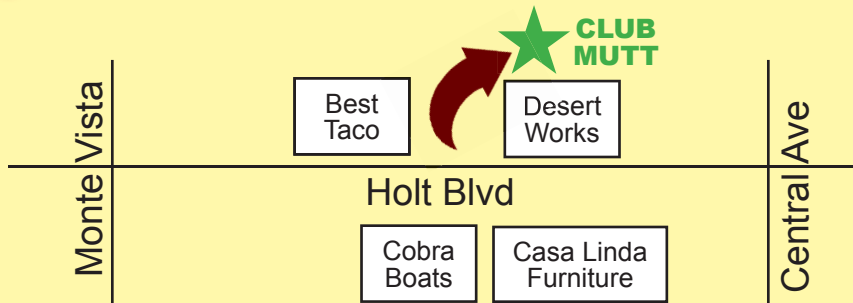 CLUB
MUTT
Best
Taco
Desert
Works
Monte Vista
Central Ave
Holt Blvd
Cobra
Boats
Casa Linda
Furniture